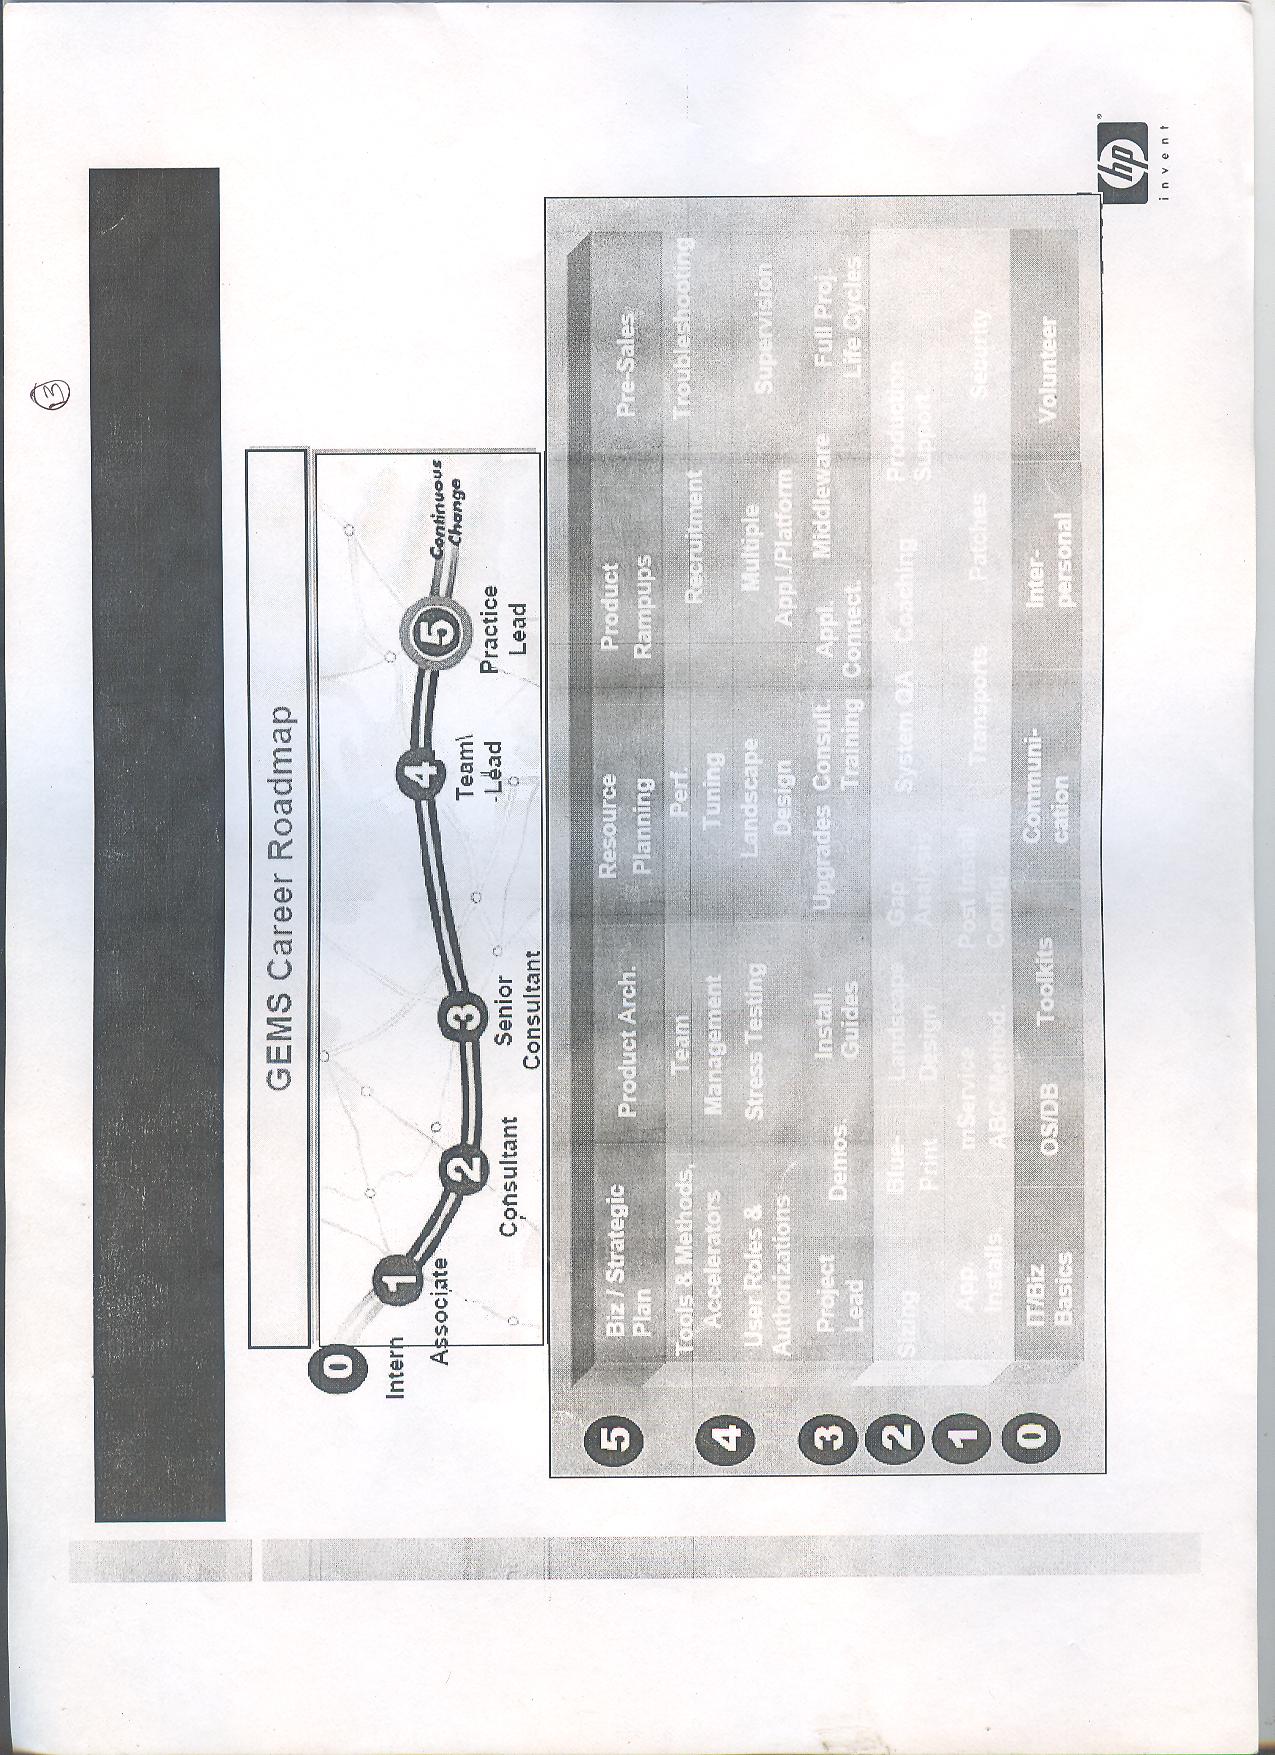 3
GEMS Career Roadmap
0
Intern
1
Associate
2
Consultant
3
Senior
Consultant
4
Team\
Lead
5
Practice
Lead
Continuous
Change
5
Biz / Strategic
Plan
Product Arch.
Resource
Planning
Product
Rampups
Pre-Sales
4
Tools & Methods,
Accelerators
Team
Management
Perf.
Tuning
Recruitment
Troubleshooting
User Roles &
Authorizations
Stress Testing
Landscape
Design
Multiple
Appl./Platform
Supervision
3
Project
Lead
Demos.
Install.
Guides
Upgrades
Consult.
Training
Appl.
Connect.
Middleware
Full Proj.
Life Cycles
2
Sizing
Blue-
Print
Landscape
Design
Gap
Analysis
System QA
Coaching
Production
Support
1
App.
Installs.
mSen
ABC Method.
Post Install
Config.
Transports
Patches
Security
0
IT/Biz
Basics
OS/DB
Toolkits
Communi-
cation
Inter-
personal
Volunteer
hp
®
invent